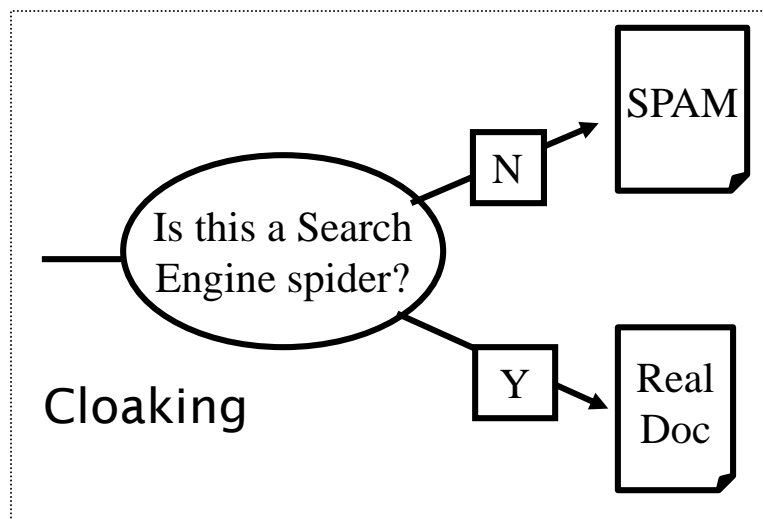 SPAM
N
Is this a Search
Engine spider?
Y
Real
Doc
Cloaking